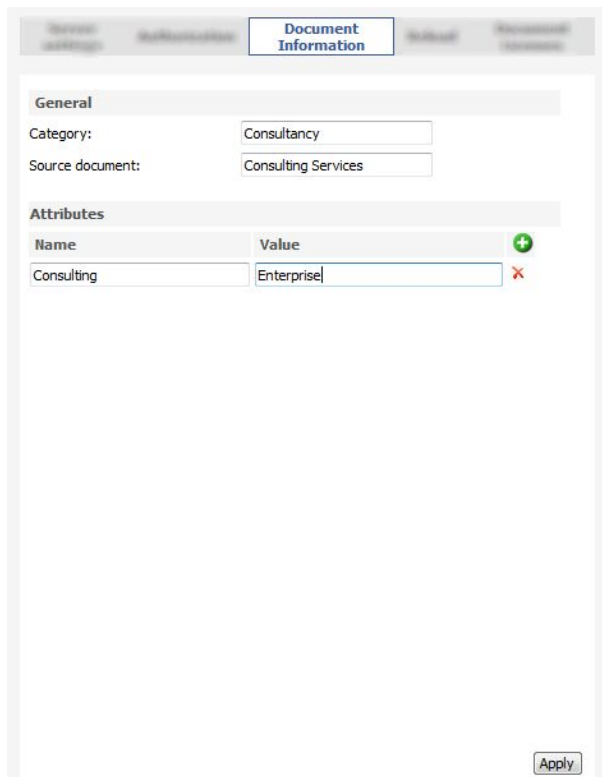 Document
Information
General
Category:
Consultancy
Source document:
Consulting Services
Attributes
Name
Value
Consulting
Enterprise
Apply